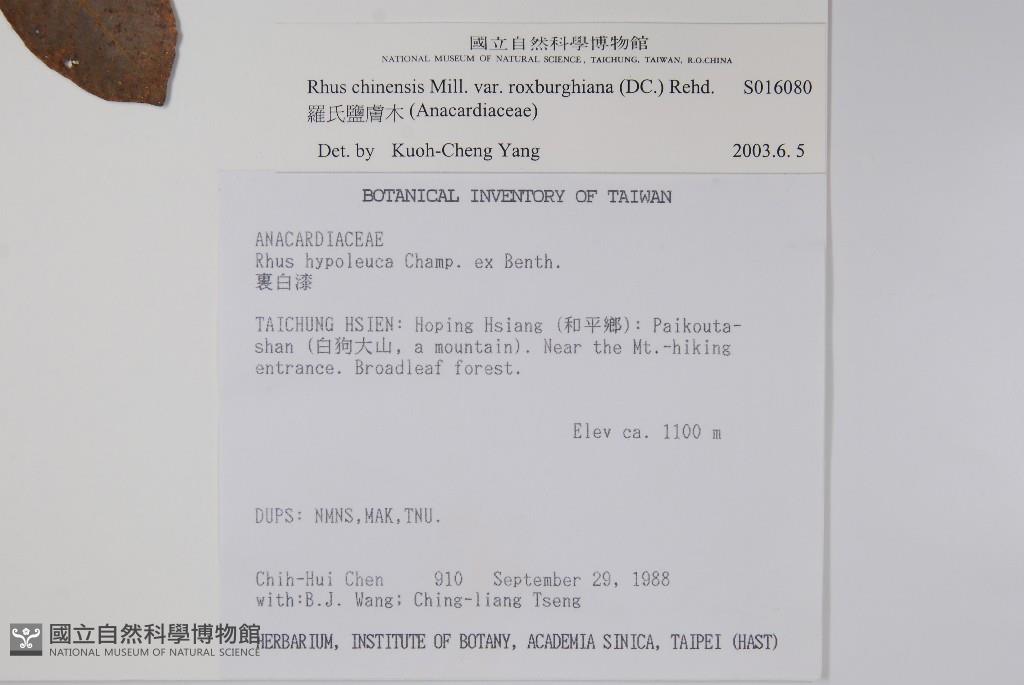 國立自然科學博物館
NATIONAL MUSEUM OF NATURAL SCIENCE, TAICHUNG, TAIWAN, R.O.CHINA
Rhus chinensis Mill. var. roxburghiana (DC.) Rehd. S016080
羅氏鹽膚木 (Anacardiaceae)
Det. by Kuoh-Cheng Yang 2003.6. 5
BOTANICAL INVENTORY OF TAIWAN
ANACARDIACEAE
Rhus hypoleuca Champ. ex Benth.
裏白漆
TAICHUNG HSIEN: Hoping Hsiang (和平鄉): Paikouta-
shan (白狗大山, a mountain). Near the Mt.-hiking
entrance. Broadleaf forest.
Elev ca. 1100 m
DUPS: NMNS,MAK,TNU.
Chih-Hui Chen 910 September 29, 1988
with:B.J. Wang; Ching-liang Tseng
HERBARIUM, INSTITUTE OF BOTANY, ACADEMIA SINICA, TAIPEI (HAST)
國立自然科學博物館
NATIONAL MUSEUM OF NATURAL SCIENCE